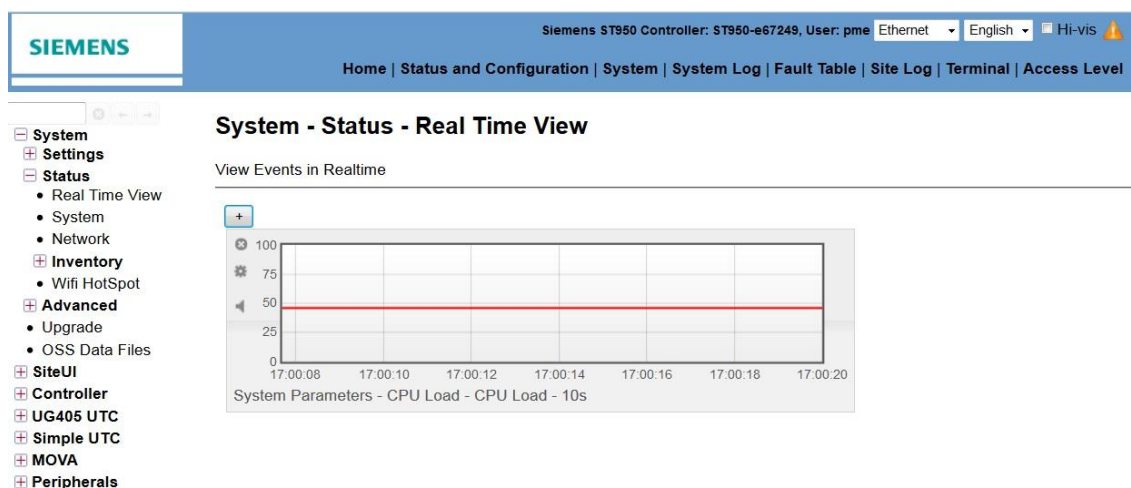 SIEMENS
Siemens ST950 Controller: ST950-e67249, User: pme Ethernet English Hi-vis
Home | Status and Configuration | System | System Log | Fault Table | Site Log | Terminal | Access Level
System
Settings
Status
Real Time View
System
Network
Inventory
Wifi HotSpot
Advanced
Upgrade
OSS Data Files
SiteUI
Controller
UG405 UTC
Simple UTC
MOVA
Peripherals
System - Status - Real Time View
View Events in Realtime
+
100
75
50
25
0
17:00:08 17:00:10 17:00:12 17:00:14 17:00:16 17:00:18 17:00:20
System Parameters - CPU Load - CPU Load - 10s